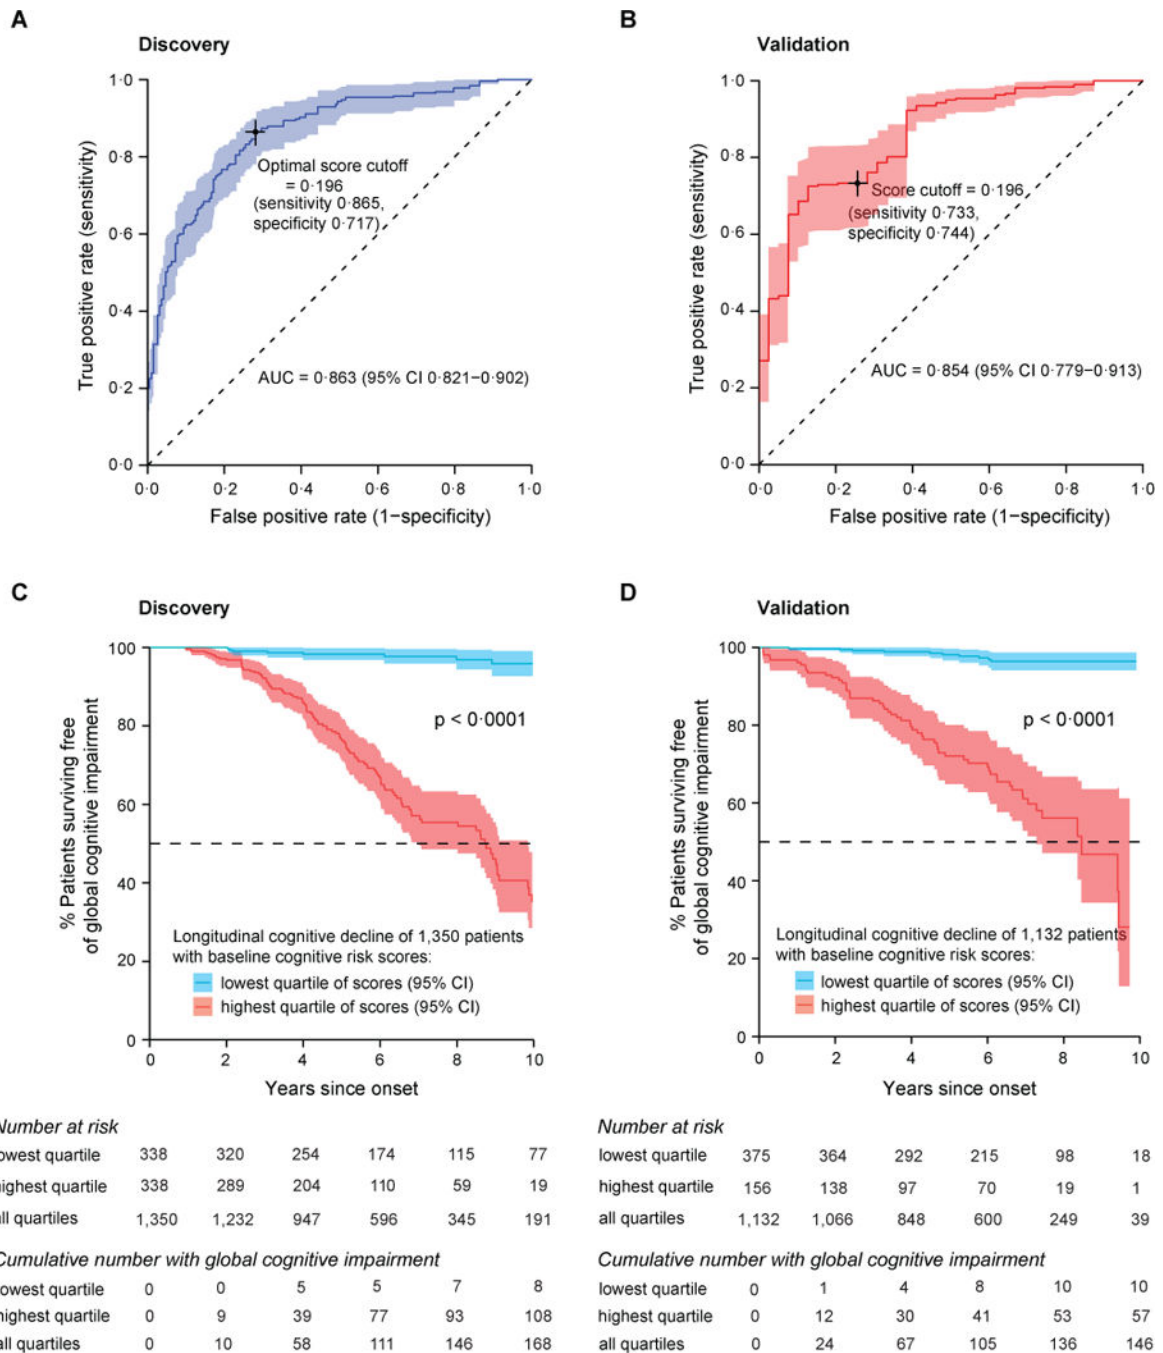 A
Discovery
1·0
0·8
0·6
0·4
0·2
0·0
True positive rate (sensitivity)
Optimal score cutoff
= 0·196
(sensitivity 0·865,
specificity 0·717)
AUC = 0·863 (95% CI 0·821−0·902)
0·0 0·2 0·4 0·6 0·8 1·0
False positive rate (1−specificity)
B
Validation
1·0
0·8
0·6
0·4
0·2
0·0
True positive rate (sensitivity)
Score cutoff = 0·196
(sensitivity 0·733,
specificity 0·744)
AUC = 0·854 (95% CI 0·779−0·913)
0·0 0·2 0·4 0·6 0·8 1·0
False positive rate (1−specificity)
C
Discovery
100
80
60
40
20
0
% Patients surviving free
of global cognitive impairment
p < 0·0001
Longitudinal cognitive decline of 1,350 patients
with baseline cognitive risk scores:
lowest quartile of scores (95% CI)
highest quartile of scores (95% CI)
0 2 4 6 8 10
Years since onset
D
Validation
100
80
60
40
20
0
% Patients surviving free
of global cognitive impairment
p < 0·0001
Longitudinal cognitive decline of 1,132 patients
with baseline cognitive risk scores:
lowest quartile of scores (95% CI)
highest quartile of scores (95% CI)
0 2 4 6 8 10
Years since onset
Number at risk
lowest quartile 338 320 254 174 115 77
highest quartile 338 289 204 110 59 19
all quartiles 1,350 1,232 947 596 345 191
Cumulative number with global cognitive impairment
lowest quartile 0 0 5 5 7 8
highest quartile 0 9 39 77 93 108
all quartiles 0 10 58 111 146 168
Number at risk
lowest quartile 375 364 292 215 98 18
highest quartile 156 138 97 70 19 1
all quartiles 1,132 1,066 848 600 249 39
Cumulative number with global cognitive impairment
lowest quartile 0 1 4 8 10 10
highest quartile 0 12 30 41 53 57
all quartiles 0 24 67 105 136 146